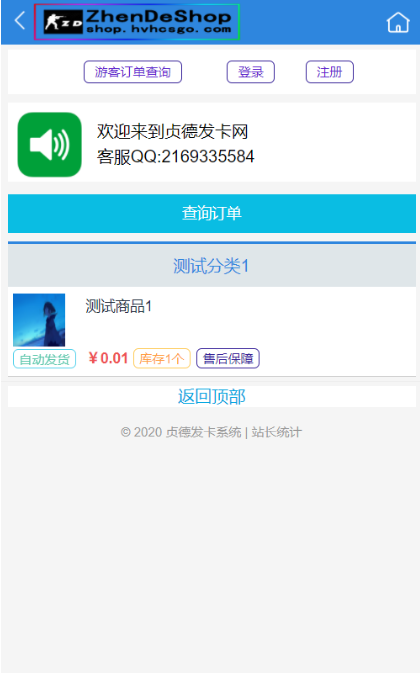 ZhenDeShop
shop.hvhcsgo.com
游客订单查询 登录 注册
欢迎来到贞德发卡网
客服QQ:2169335584
查询订单
测试分类1
测试商品1
自动发货 ￥0.01 库存1个 售后保障
返回顶部
© 2020 贞德发卡系统 | 站长统计